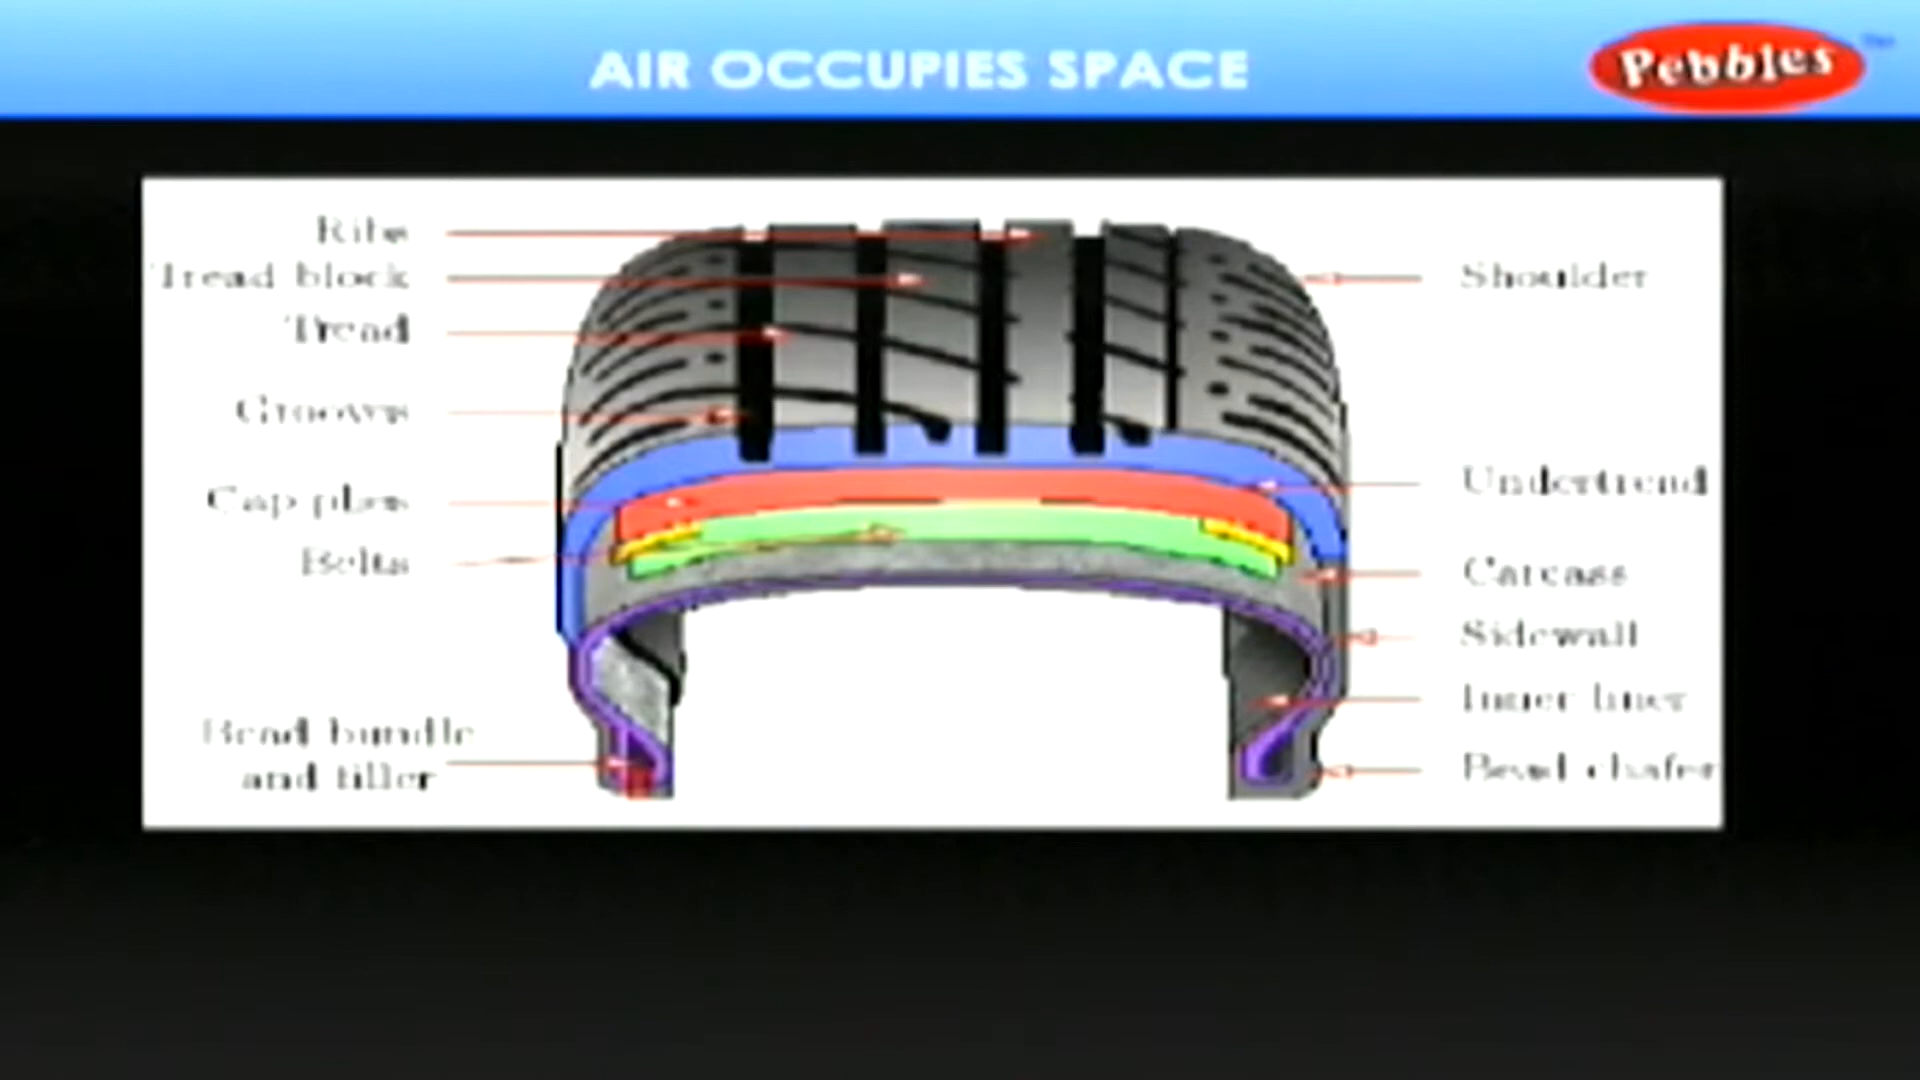 AIR OCCUPIES SPACE
Pebbles
Ribs
Tread block
Tread
Grooves
Cap plies
Belts
Bead bundle
and filler
Shoulder
Undertread
Carcass
Sidewall
Inner liner
Bead chafer